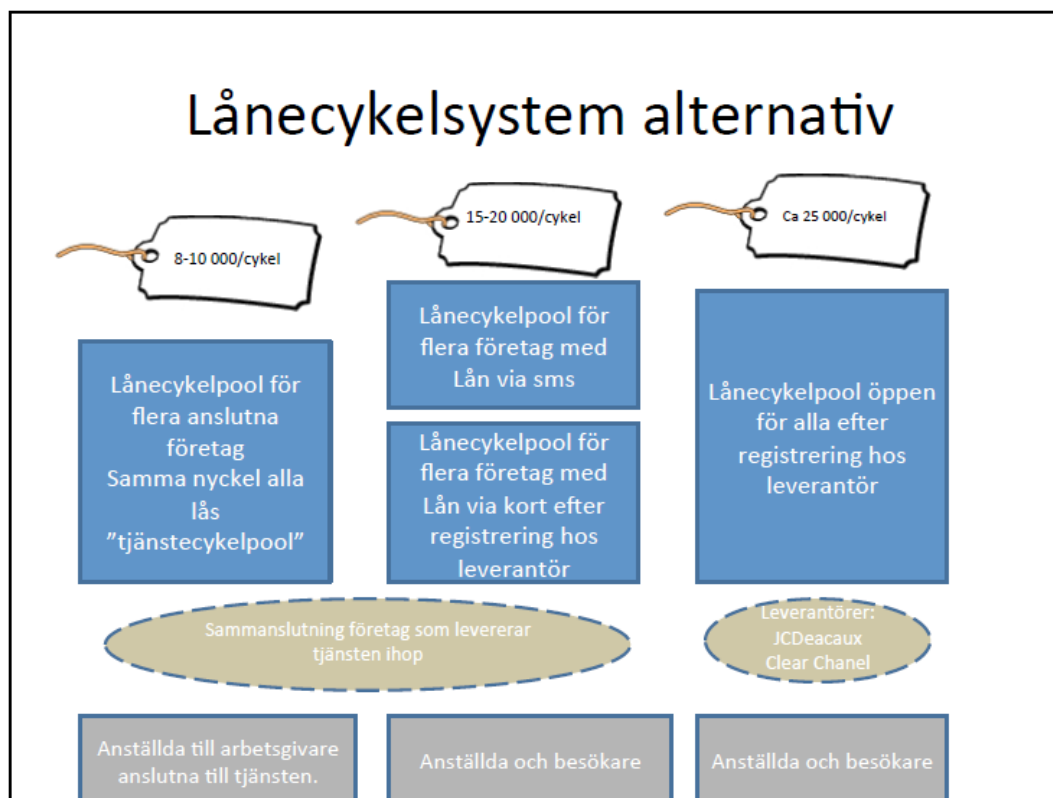 Lånecykelsystem alternativ
8-10 000/cykel
15-20 000/cykel
Ca 25 000/cykel
Lånecykelpool för
flera anslutna
företag
Samma nyckel alla
lås
”tjänstecykelpool”
Lånecykelpool för
flera företag med
Lån via sms
Lånecykelpool för
flera företag med
Lån via kort efter
registrering hos
leverantör
Lånecykelpool öppen
för alla efter
registrering hos
leverantör
Sammanslutning företag som levererar
tjänsten ihop
Leverantörer:
JCDeacaux
Clear Chanel
Anställda till arbetsgivare
anslutna till tjänsten.
Anställda och besökare
Anställda och besökare